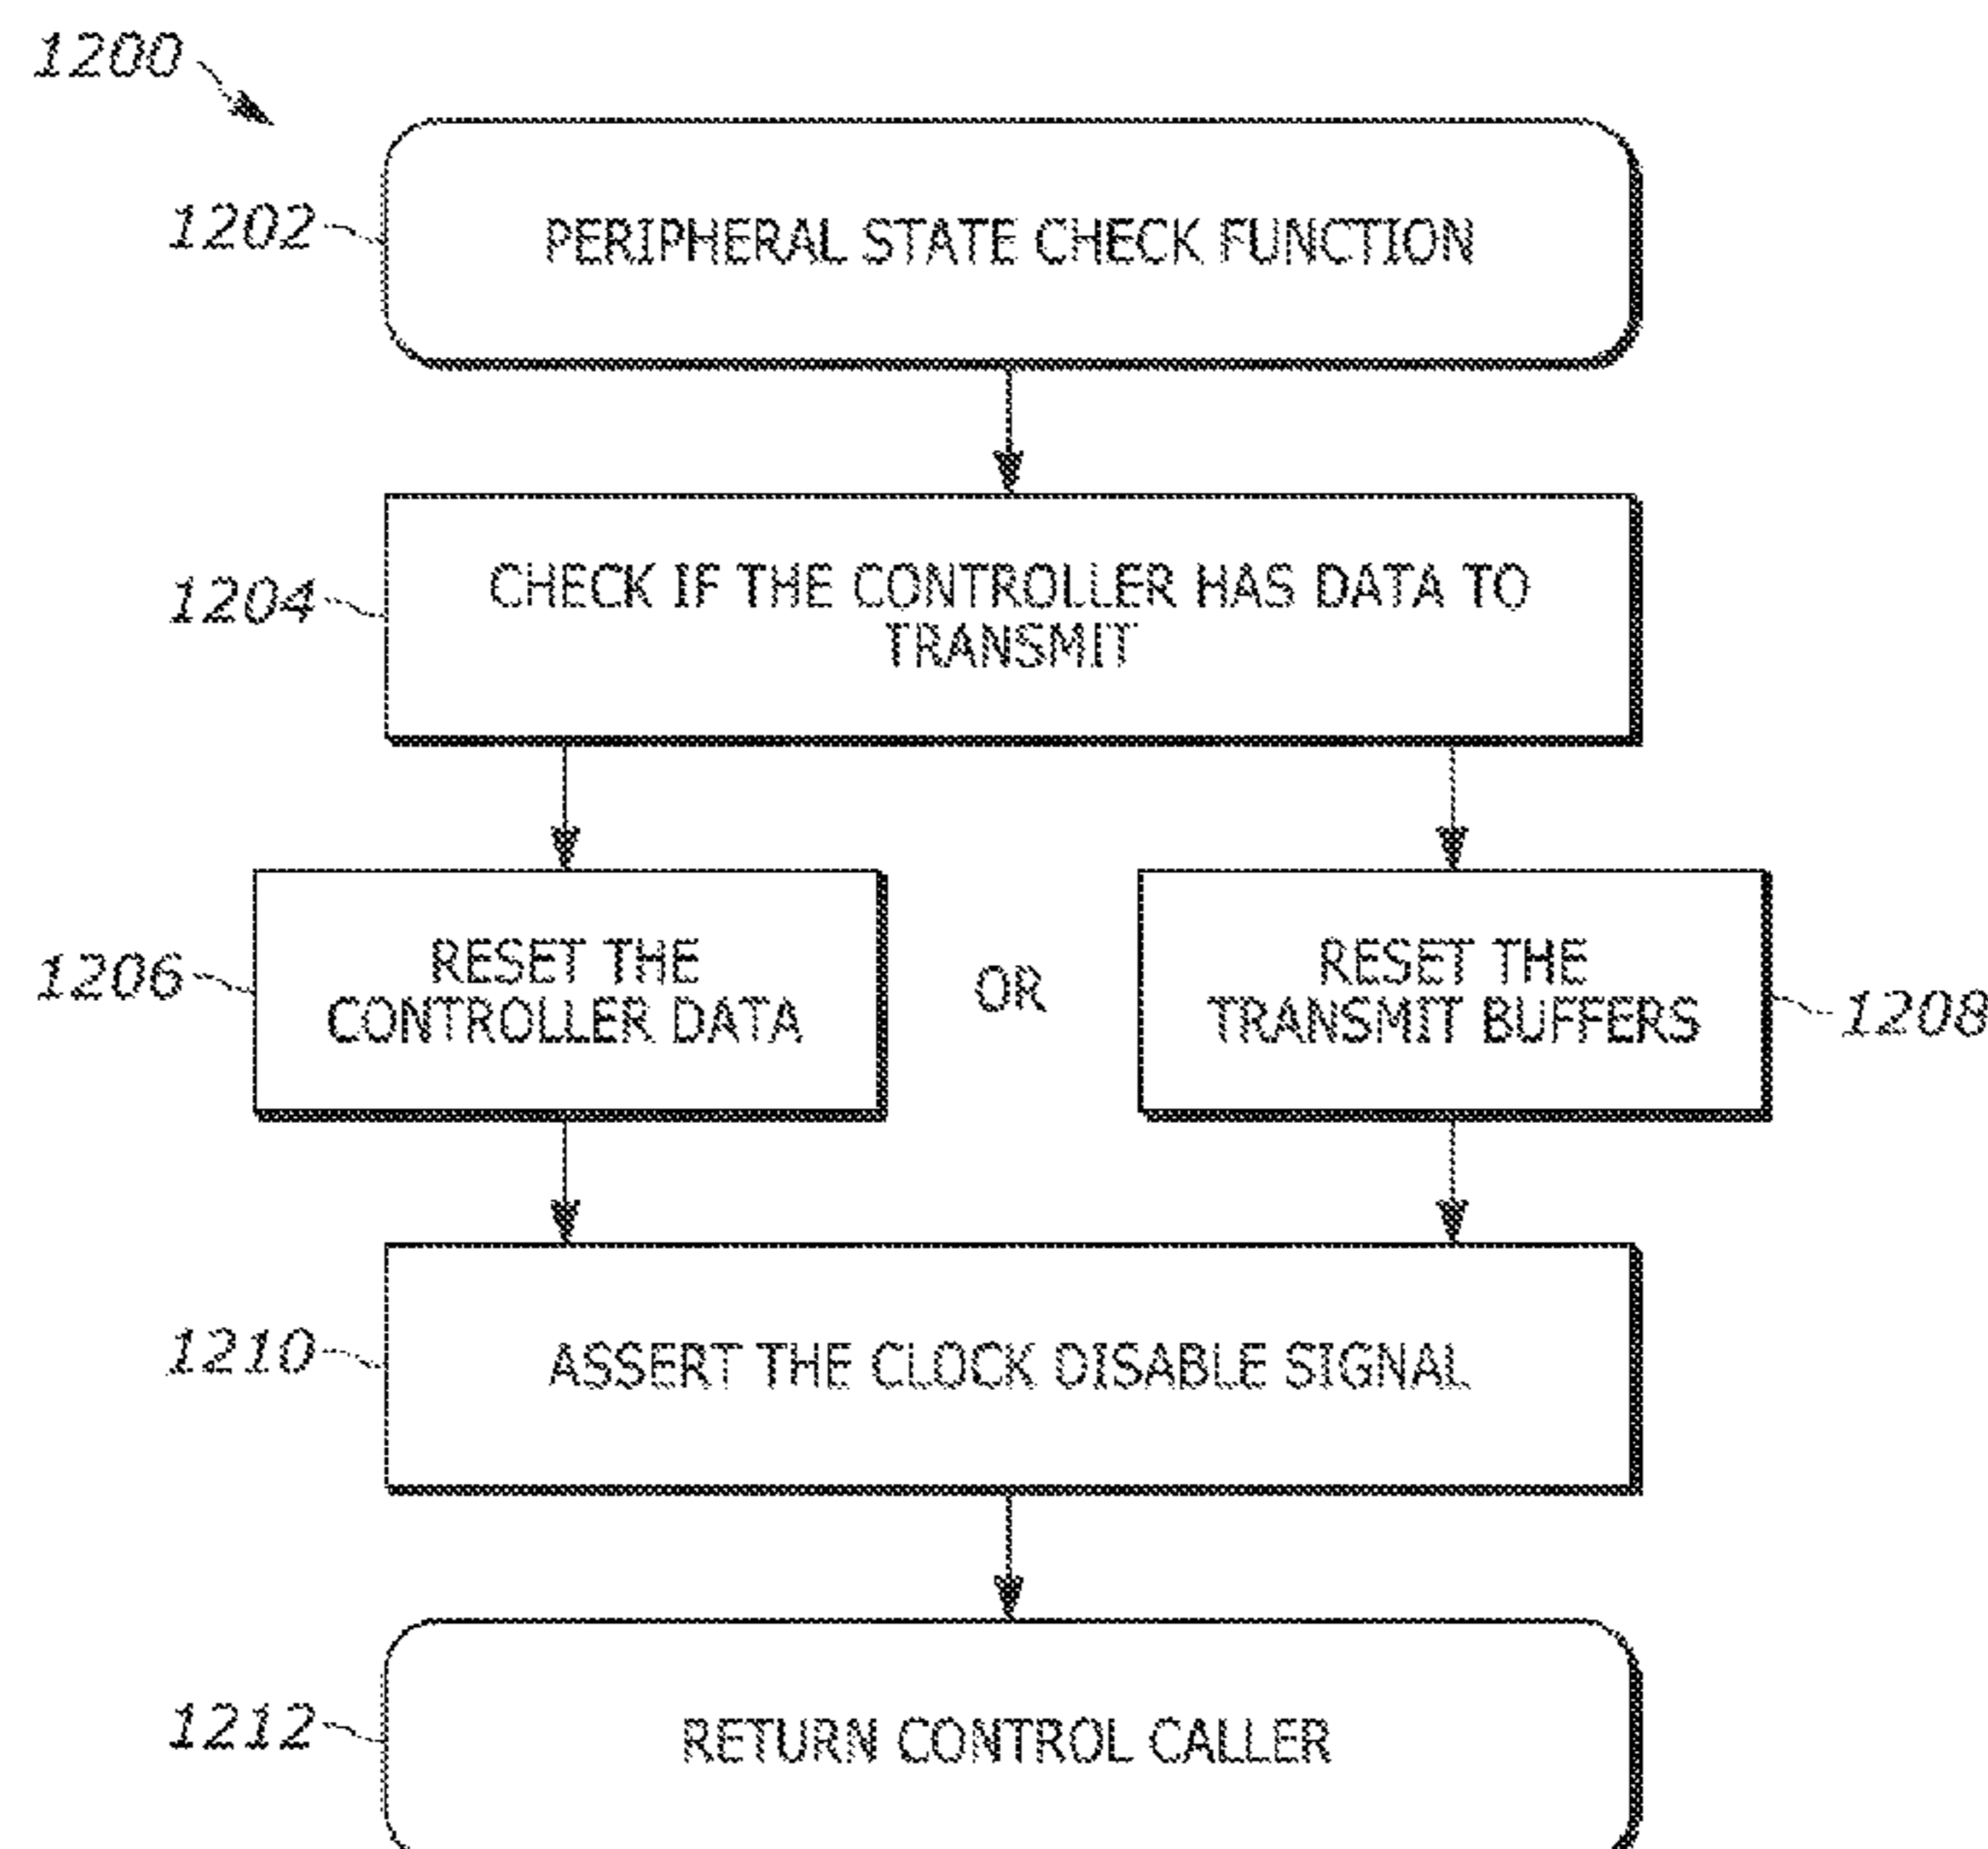 1200
1202
PERIPHERAL STATE CHECK FUNCTION
1204
CHECK IF THE CONTROLLER HAS DATA TO
TRANSMIT
1206
RESET THE
CONTROLLER DATA
OR
RESET THE
TRANSMIT BUFFERS
1208
1210
ASSERT THE CLOCK DISABLE SIGNAL
1212
RETURN CONTROL CALLER